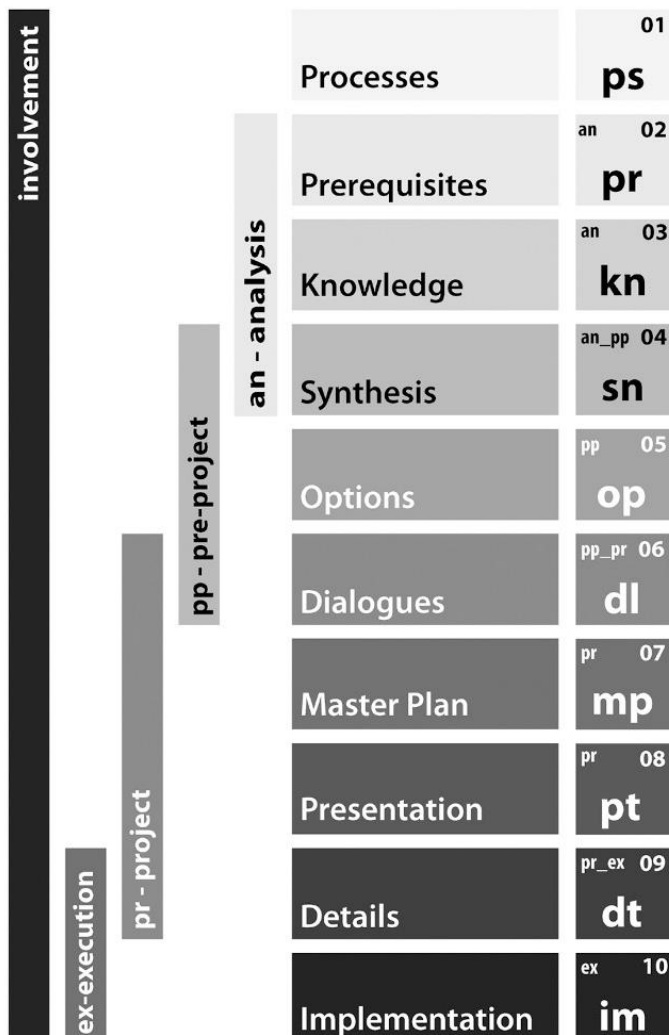 involvement
an - analysis
pp - pre-project
pr - project
ex-execution
Processes
01
ps
Prerequisites
an 02
pr
Knowledge
an 03
kn
Synthesis
an_pp 04
sn
Options
pp 05
op
Dialogues
pp_pr 06
dl
Master Plan
pr 07
mp
Presentation
pr 08
pt
Details
pr_ex 09
dt
Implementation
ex 10
im